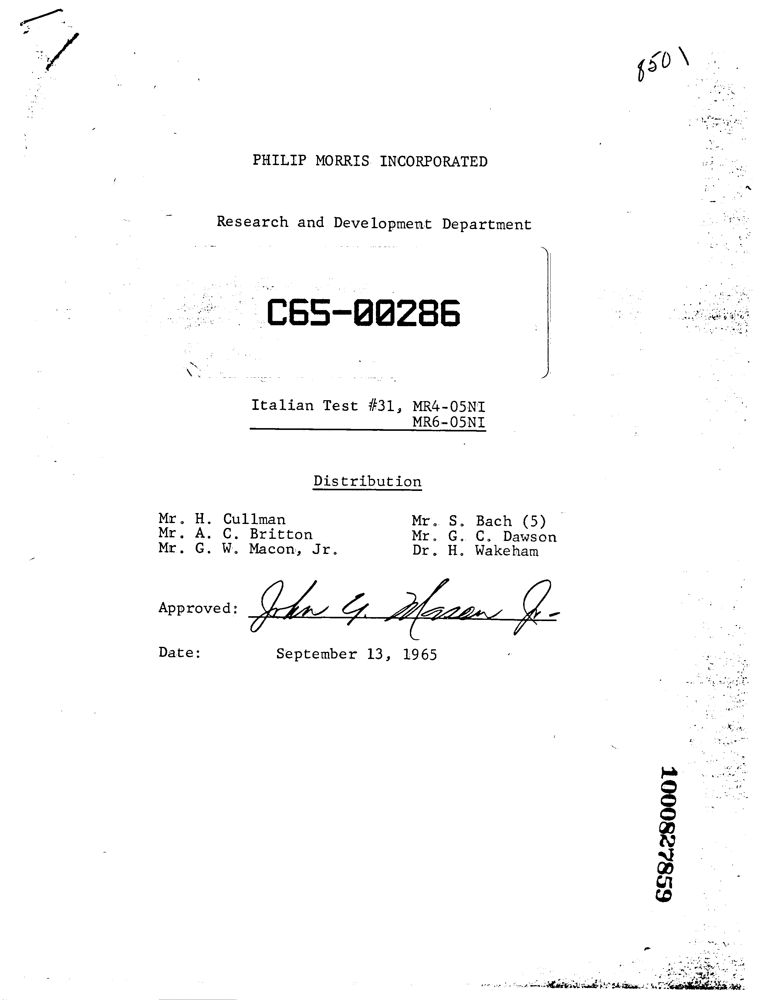 8501
PHILIP MORRIS INCORPORATED
Research and Development Department
C65-00286
Italian Test #31, MR4-05NI
MR6-05NI
Distribution
Mr. H. Cullman Mr. S. Bach (5)
Mr. A. C. Britton Mr. G. C. Dawson
Mr. G. W. Macon, Jr. Dr. H. Wakeham
Approved: John G. Mason Jr.
Date: September 13, 1965
1000827859